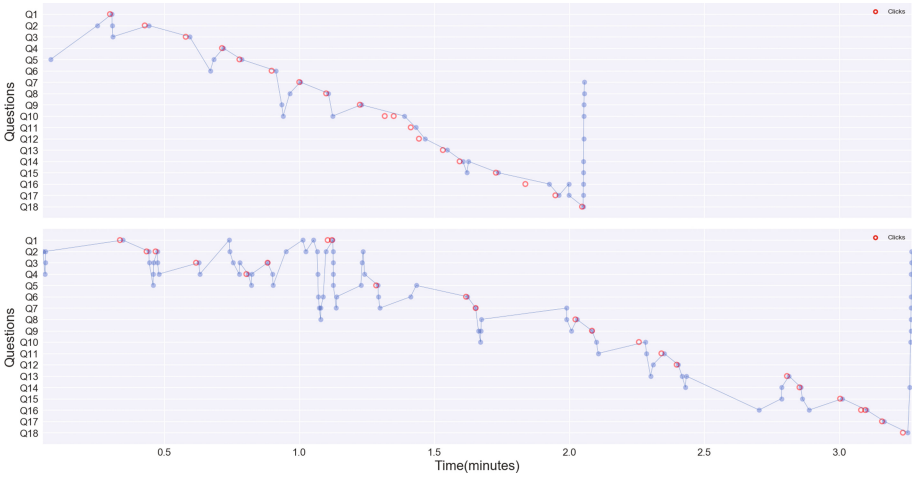 Questions
Q1
Q2
Q3
Q4
Q5
Q6
Q7
Q8
Q9
Q10
Q11
Q12
Q13
Q14
Q15
Q16
Q17
Q18
Clicks
Questions
Q1
Q2
Q3
Q4
Q5
Q6
Q7
Q8
Q9
Q10
Q11
Q12
Q13
Q14
Q15
Q16
Q17
Q18
Clicks
0.5 1.0 1.5 2.0 2.5 3.0
Time(minutes)